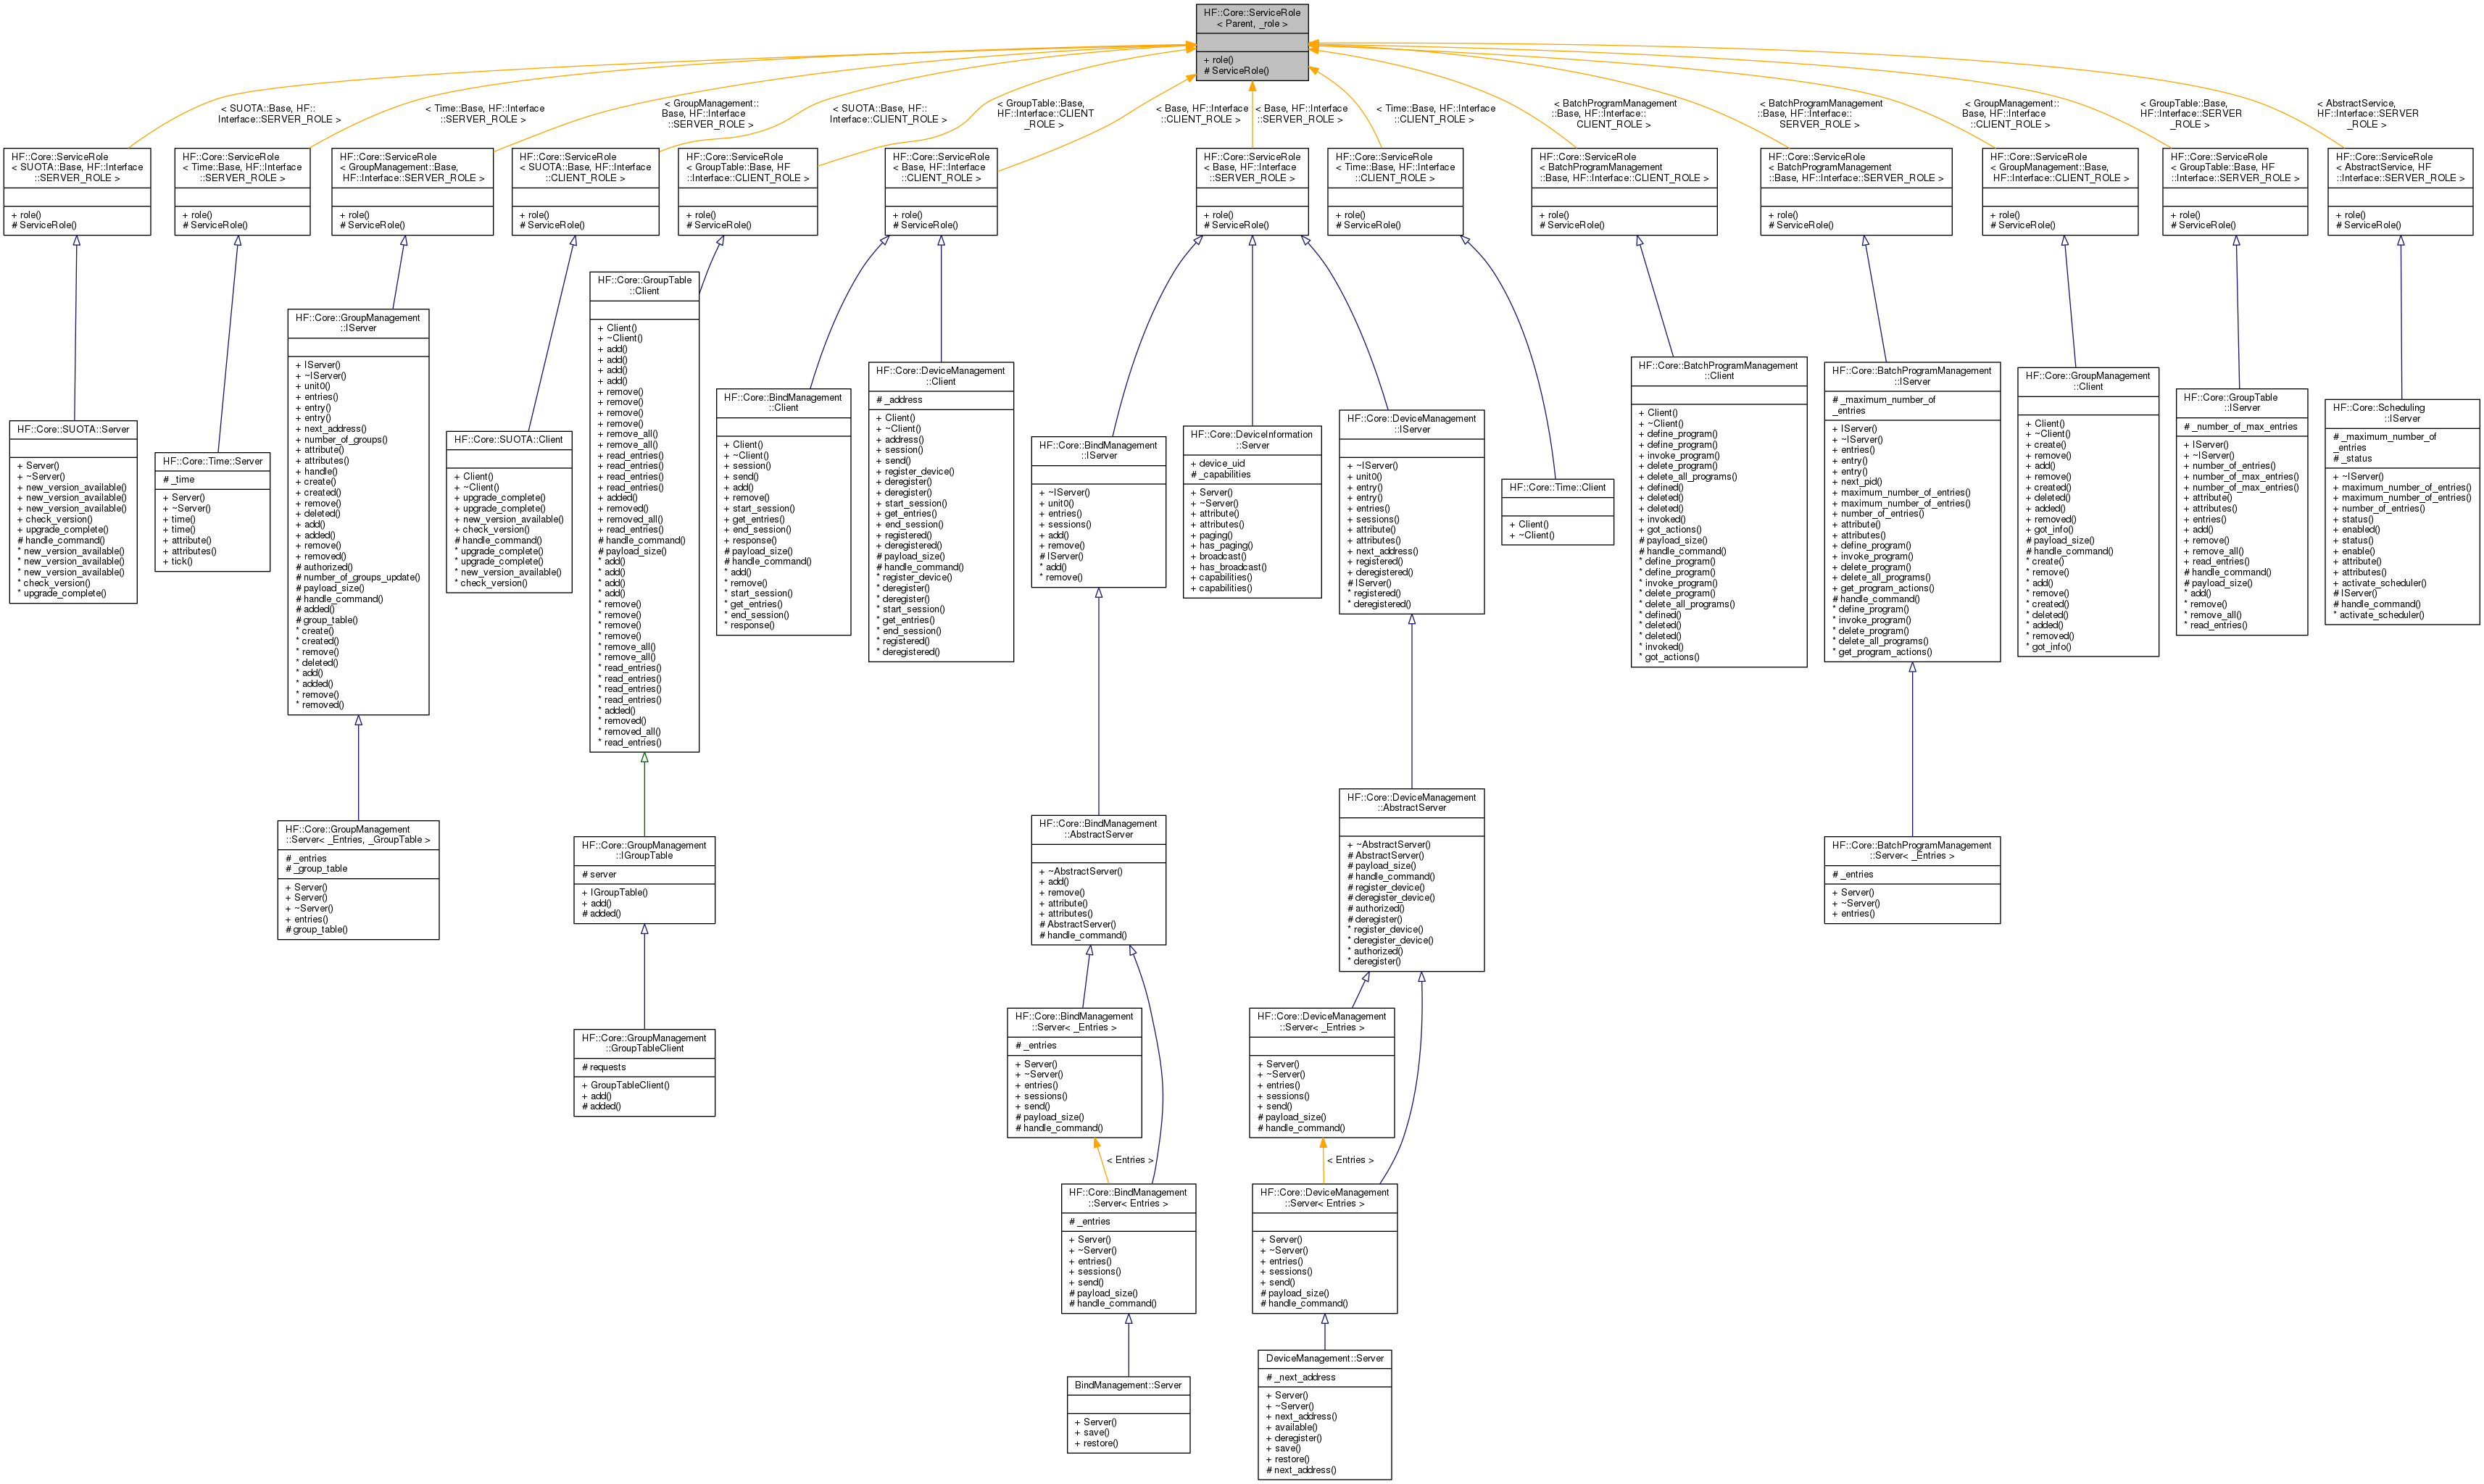 HF::Core::ServiceRole
< Parent, _role >
+ role()
# ServiceRole()
< SUOTA::Base, HF::
Interface::SERVER_ROLE >
< Time::Base, HF::Interface
::SERVER_ROLE >
< GroupManagement::
Base, HF::Interface
::SERVER_ROLE >
< SUOTA::Base, HF::
Interface::CLIENT_ROLE >
< GroupTable::Base,
HF::Interface::CLIENT
_ROLE >
< Base, HF::Interface
::CLIENT_ROLE >
< Base, HF::Interface
::SERVER_ROLE >
< Time::Base, HF::Interface
::CLIENT_ROLE >
< BatchProgramManagement
::Base, HF::Interface::
CLIENT_ROLE >
< BatchProgramManagement
::Base, HF::Interface::
SERVER_ROLE >
< GroupManagement::
Base, HF::Interface
::CLIENT_ROLE >
< GroupTable::Base,
HF::Interface::SERVER
_ROLE >
< AbstractService,
HF::Interface::SERVER
_ROLE >
HF::Core::ServiceRole
< SUOTA::Base, HF::Interface
::SERVER_ROLE >
+ role()
# ServiceRole()
HF::Core::ServiceRole
< Time::Base, HF::Interface
::SERVER_ROLE >
+ role()
# ServiceRole()
HF::Core::ServiceRole
< GroupManagement::Base,
HF::Interface::SERVER_ROLE >
+ role()
# ServiceRole()
HF::Core::ServiceRole
< SUOTA::Base, HF::Interface
::CLIENT_ROLE >
+ role()
# ServiceRole()
HF::Core::ServiceRole
< GroupTable::Base, HF
::Interface::CLIENT_ROLE >
+ role()
# ServiceRole()
HF::Core::ServiceRole
< Base, HF::Interface
::CLIENT_ROLE >
+ role()
# ServiceRole()
HF::Core::ServiceRole
< Base, HF::Interface
::SERVER_ROLE >
+ role()
# ServiceRole()
HF::Core::ServiceRole
< Time::Base, HF::Interface
::CLIENT_ROLE >
+ role()
# ServiceRole()
HF::Core::ServiceRole
< BatchProgramManagement
::Base, HF::Interface::CLIENT_ROLE >
+ role()
# ServiceRole()
HF::Core::ServiceRole
< BatchProgramManagement
::Base, HF::Interface::SERVER_ROLE >
+ role()
# ServiceRole()
HF::Core::ServiceRole
< GroupManagement::Base,
HF::Interface::CLIENT_ROLE >
+ role()
# ServiceRole()
HF::Core::ServiceRole
< GroupTable::Base, HF
::Interface::SERVER_ROLE >
+ role()
# ServiceRole()
HF::Core::ServiceRole
< AbstractService, HF
::Interface::SERVER_ROLE >
+ role()
# ServiceRole()
HF::Core::SUOTA::Server
+ Server()
+ ~Server()
+ new_version_available()
+ new_version_available()
+ new_version_available()
+ check_version()
+ upgrade_complete()
# handle_command()
* new_version_available()
* new_version_available()
* new_version_available()
* check_version()
* upgrade_complete()
HF::Core::Time::Server
# _time
+ Server()
+ ~Server()
+ time()
+ time()
+ attribute()
+ attributes()
+ tick()
HF::Core::GroupManagement
::IServer
+ IServer()
+ ~IServer()
+ unit0()
+ entries()
+ entry()
+ entry()
+ next_address()
+ number_of_groups()
+ attribute()
+ attributes()
+ handle()
+ create()
+ created()
+ remove()
+ deleted()
+ add()
+ added()
+ remove()
+ removed()
# authorized()
# number_of_groups_update()
# payload_size()
# handle_command()
# added()
# group_table()
* create()
* created()
* remove()
* deleted()
* add()
* added()
* remove()
* removed()
HF::Core::SUOTA::Client
+ Client()
+ ~Client()
+ upgrade_complete()
+ upgrade_complete()
+ new_version_available()
+ check_version()
# handle_command()
* upgrade_complete()
* upgrade_complete()
* new_version_available()
* check_version()
HF::Core::GroupTable
::Client
+ Client()
+ ~Client()
+ add()
+ add()
+ add()
+ add()
+ remove()
+ remove()
+ remove()
+ remove()
+ remove_all()
+ remove_all()
+ read_entries()
+ read_entries()
+ read_entries()
+ read_entries()
+ added()
+ removed()
+ removed_all()
+ read_entries()
# handle_command()
# payload_size()
* add()
* add()
* add()
* add()
* remove()
* remove()
* remove()
* remove()
* remove_all()
* remove_all()
* read_entries()
* read_entries()
* read_entries()
* read_entries()
* added()
* removed()
* removed_all()
* read_entries()
HF::Core::BindManagement
::Client
+ Client()
+ ~Client()
+ session()
+ send()
+ add()
+ remove()
+ start_session()
+ get_entries()
+ end_session()
+ response()
# payload_size()
# handle_command()
* add()
* remove()
* start_session()
* get_entries()
* end_session()
* response()
HF::Core::DeviceManagement
::Client
# _address
+ Client()
+ ~Client()
+ address()
+ session()
+ send()
+ register_device()
+ deregister()
+ deregister()
+ start_session()
+ get_entries()
+ end_session()
+ registered()
+ deregistered()
# payload_size()
# handle_command()
* register_device()
* deregister()
* deregister()
* start_session()
* get_entries()
* end_session()
* registered()
* deregistered()
HF::Core::BindManagement
::IServer
+ ~IServer()
+ unit0()
+ entries()
+ sessions()
+ add()
+ remove()
# IServer()
* add()
* remove()
HF::Core::DeviceInformation
::Server
+ device_uid
# _capabilities
+ Server()
+ ~Server()
+ attribute()
+ attributes()
+ paging()
+ has_paging()
+ broadcast()
+ has_broadcast()
+ capabilities()
+ capabilities()
HF::Core::DeviceManagement
::IServer
+ ~IServer()
+ unit0()
+ entry()
+ entry()
+ entries()
+ sessions()
+ attribute()
+ attributes()
+ next_address()
+ registered()
+ deregistered()
# IServer()
* registered()
* deregistered()
HF::Core::Time::Client
+ Client()
+ ~Client()
HF::Core::BatchProgramManagement
::Client
+ Client()
+ ~Client()
+ define_program()
+ define_program()
+ invoke_program()
+ delete_program()
+ delete_all_programs()
+ defined()
+ deleted()
+ deleted()
+ invoked()
+ got_actions()
# payload_size()
# handle_command()
* define_program()
* define_program()
* invoke_program()
* delete_program()
* delete_all_programs()
* defined()
* deleted()
* deleted()
* invoked()
* got_actions()
HF::Core::BatchProgramManagement
::IServer
# _maximum_number_of
_entries
+ IServer()
+ ~IServer()
+ entries()
+ entry()
+ entry()
+ next_pid()
+ maximum_number_of_entries()
+ maximum_number_of_entries()
+ number_of_entries()
+ attribute()
+ attributes()
+ define_program()
+ invoke_program()
+ delete_program()
+ delete_all_programs()
+ get_program_actions()
# handle_command()
* define_program()
* invoke_program()
* delete_program()
* delete_all_programs()
* get_program_actions()
HF::Core::GroupManagement
::Client
+ Client()
+ ~Client()
+ create()
+ remove()
+ add()
+ remove()
+ created()
+ deleted()
+ added()
+ removed()
+ got_info()
# payload_size()
# handle_command()
* create()
* remove()
* add()
* remove()
* created()
* deleted()
* added()
* removed()
* got_info()
HF::Core::GroupTable
::IServer
# _number_of_max_entries
+ IServer()
+ ~IServer()
+ number_of_entries()
+ number_of_max_entries()
+ number_of_max_entries()
+ attribute()
+ attributes()
+ entries()
+ add()
+ remove()
+ remove_all()
+ read_entries()
# handle_command()
# payload_size()
* add()
* remove()
* remove_all()
* read_entries()
HF::Core::Scheduling
::IServer
# _maximum_number_of
_entries
# _status
+ ~IServer()
+ maximum_number_of_entries()
+ maximum_number_of_entries()
+ number_of_entries()
+ status()
+ enabled()
+ status()
+ enable()
+ attribute()
+ attributes()
+ activate_scheduler()
# IServer()
# handle_command()
* activate_scheduler()
HF::Core::GroupManagement
::Server< _Entries, _GroupTable >
# _entries
# _group_table
+ Server()
+ Server()
+ ~Server()
+ entries()
# group_table()
HF::Core::GroupManagement
::IGroupTable
# server
+ IGroupTable()
+ add()
# added()
HF::Core::BindManagement
::AbstractServer
+ ~AbstractServer()
+ add()
+ remove()
+ attribute()
+ attributes()
# AbstractServer()
# handle_command()
HF::Core::DeviceManagement
::AbstractServer
+ ~AbstractServer()
# AbstractServer()
# payload_size()
# handle_command()
# register_device()
# deregister_device()
# authorized()
# deregister()
* register_device()
* deregister_device()
* authorized()
* deregister()
HF::Core::BatchProgramManagement
::Server< _Entries >
# _entries
+ Server()
+ ~Server()
+ entries()
HF::Core::GroupManagement
::GroupTableClient
# requests
+ GroupTableClient()
+ add()
# added()
HF::Core::BindManagement
::Server< _Entries >
# _entries
+ Server()
+ ~Server()
+ entries()
+ sessions()
+ send()
# payload_size()
# handle_command()
HF::Core::DeviceManagement
::Server< _Entries >
+ Server()
+ ~Server()
+ entries()
+ sessions()
+ send()
# payload_size()
# handle_command()
< Entries >
< Entries >
HF::Core::BindManagement
::Server< Entries >
# _entries
+ Server()
+ ~Server()
+ entries()
+ sessions()
+ send()
# payload_size()
# handle_command()
HF::Core::DeviceManagement
::Server< Entries >
+ Server()
+ ~Server()
+ entries()
+ sessions()
+ send()
# payload_size()
# handle_command()
BindManagement::Server
+ Server()
+ save()
+ restore()
DeviceManagement::Server
# _next_address
+ Server()
+ ~Server()
+ next_address()
+ available()
+ deregister()
+ save()
+ restore()
# next_address()